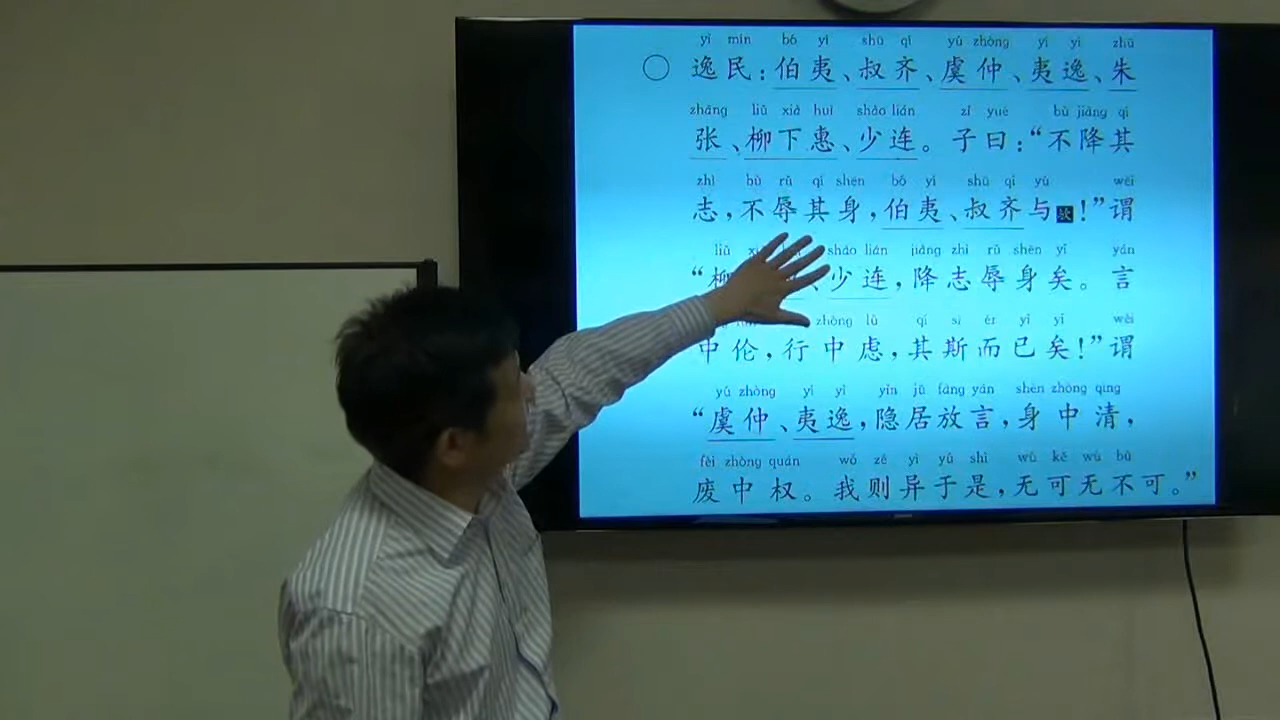 yì mín bó yí shū qí yú zhòng yí yì zhū
○ 逸民：伯夷、叔齐、虞仲、夷逸、朱
zhāng liǔ xià huì shào lián zǐ yuē bù jiàng qí
张、柳下惠、少连。子曰：“不降其
zhì bù rǔ qí shēn bó yí shū qí yú wèi
志，不辱其身，伯夷、叔齐与欤！”谓
liǔ shào lián jiàng zhì rǔ shēn yǐ yán
“柳、少连，降志辱身矣。言
zhòng lǜ qí sī ér yǐ yǐ wèi
中伦，行中虑，其斯而已矣！”谓
yú zhòng yí yì yǐn jū fàng yán shēn zhòng qīng
“虞仲、夷逸，隐居放言，身中清，
fèi zhòng quán wǒ zé yì yú shì wú kě wú bù
废中权。我则异于是，无可无不可。”